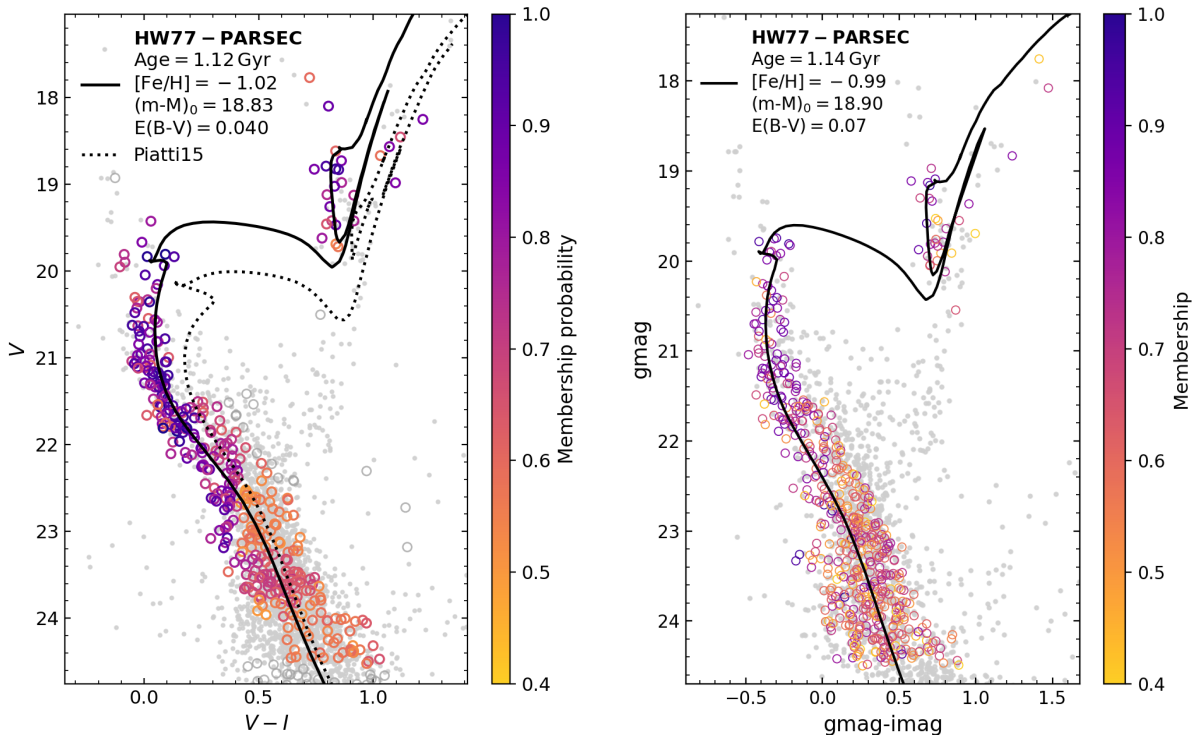 HW77 − PARSEC
Age = 1.12 Gyr
[Fe/H] = − 1.02
(m-M)₀ = 18.83
E(B-V) = 0.040
Piatti15
18
19
20
21
22
23
24
V
0.0
0.5
1.0
V − I
1.0
0.9
0.8
0.7
0.6
0.5
0.4
Membership probability
HW77 − PARSEC
Age = 1.14 Gyr
[Fe/H] = −0.99
(m-M)₀ = 18.90
E(B-V) = 0.07
18
19
20
21
22
23
24
gmag
−0.5
0.0
0.5
1.0
1.5
gmag-imag
1.0
0.9
0.8
0.7
0.6
0.5
0.4
Membership